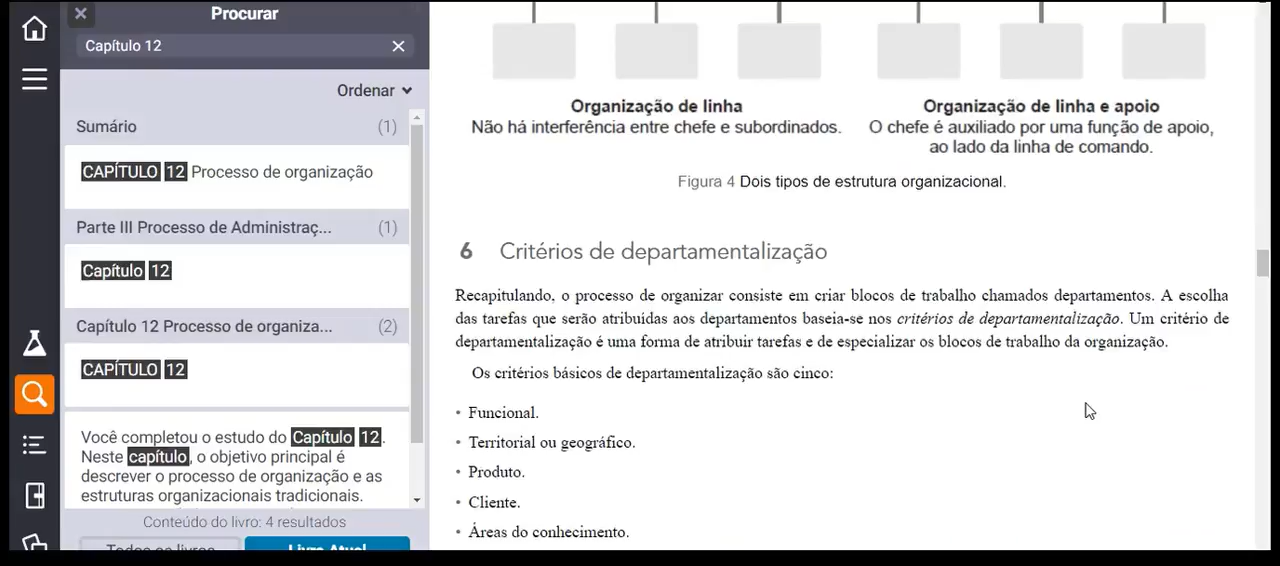 Procurar
Capítulo 12
Ordenar
Sumário (1)
CAPÍTULO 12 Processo de organização
Parte III Processo de Administraç... (1)
Capítulo 12
Capítulo 12 Processo de organiza... (2)
CAPÍTULO 12
Você completou o estudo do Capítulo 12.
Neste capítulo, o objetivo principal é
descrever o processo de organização e as
estruturas organizacionais tradicionais.
Conteúdo do livro: 4 resultados
Todos os livros Livro Atual
Organização de linha
Não há interferência entre chefe e subordinados.
Organização de linha e apoio
O chefe é auxiliado por uma função de apoio,
ao lado da linha de comando.
Figura 4 Dois tipos de estrutura organizacional.
6 Critérios de departamentalização
Recapitulando, o processo de organizar consiste em criar blocos de trabalho chamados departamentos. A escolha
das tarefas que serão atribuídas aos departamentos baseia-se nos critérios de departamentalização. Um critério de
departamentalização é uma forma de atribuir tarefas e de especializar os blocos de trabalho da organização.
Os critérios básicos de departamentalização são cinco:
• Funcional.
• Territorial ou geográfico.
• Produto.
• Cliente.
• Áreas do conhecimento.